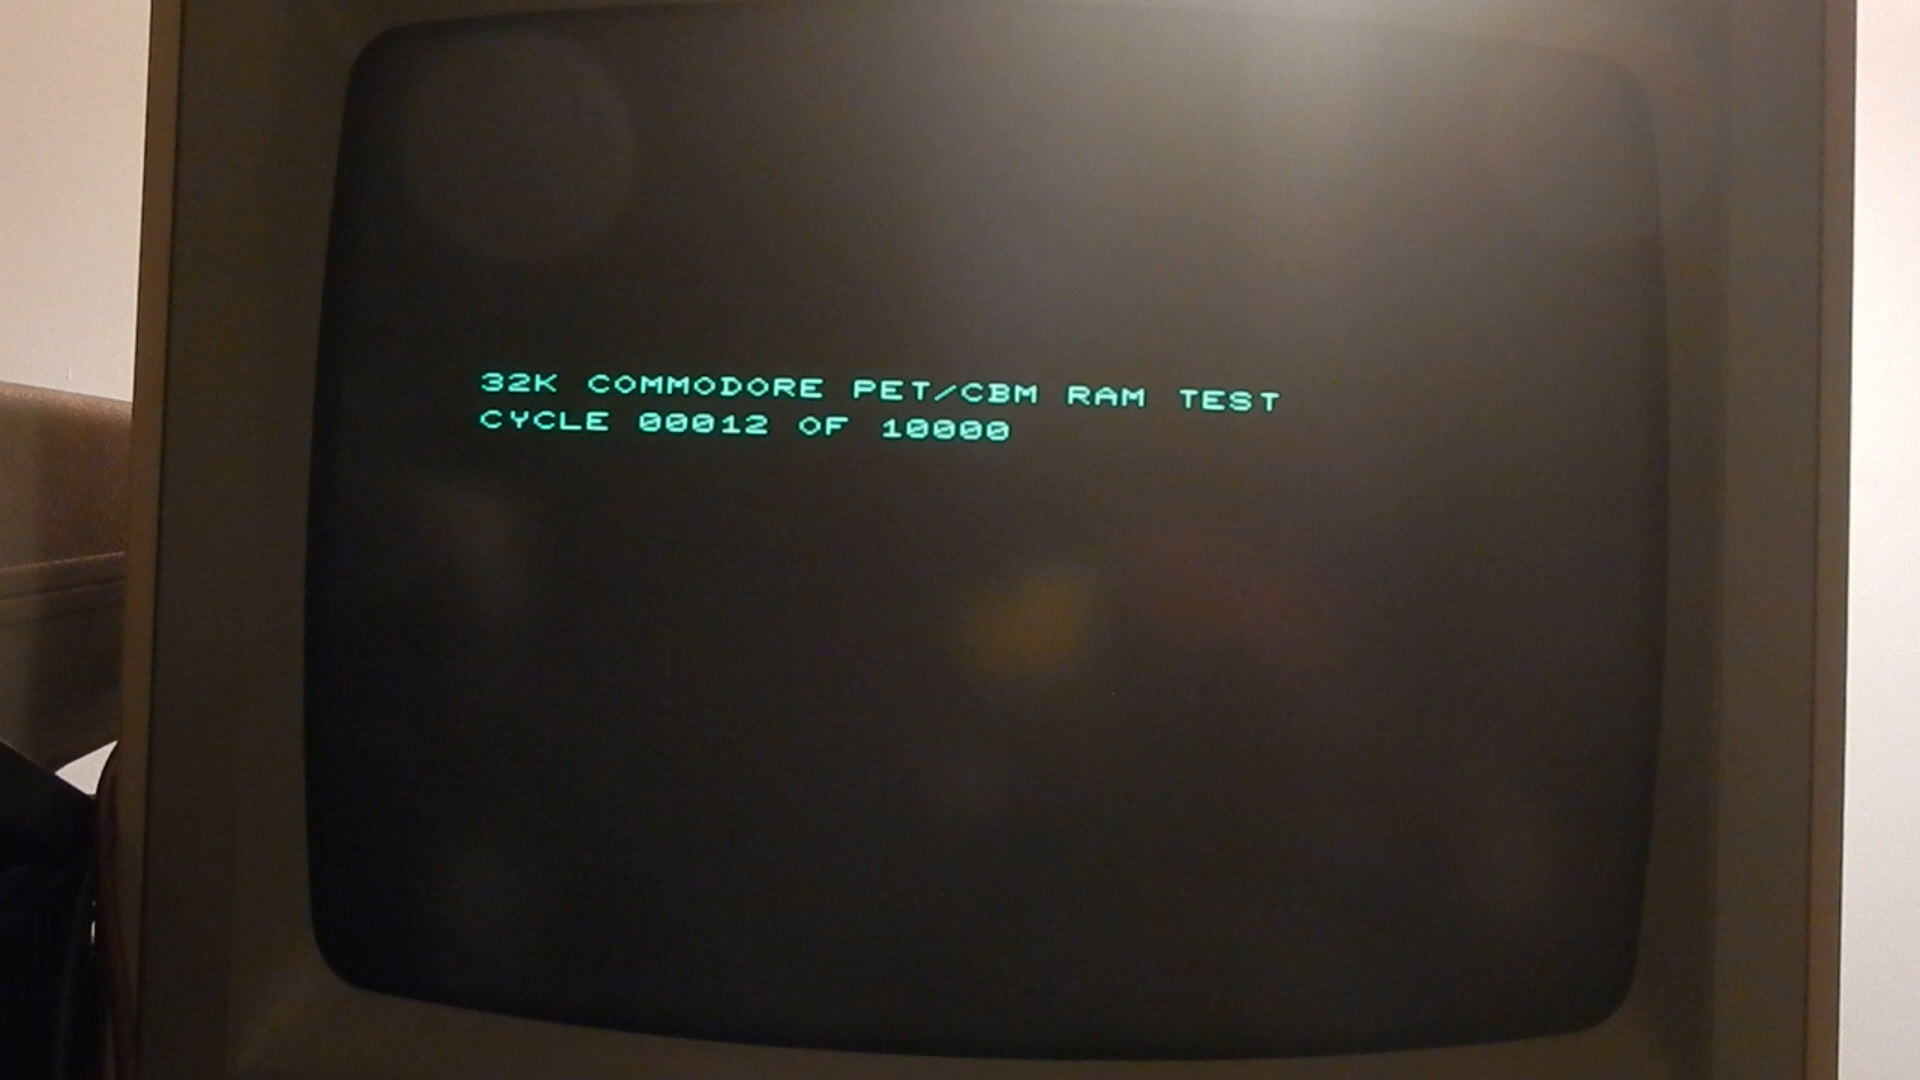 32K COMMODORE PET/CBM RAM TEST
CYCLE 00012 OF 10000